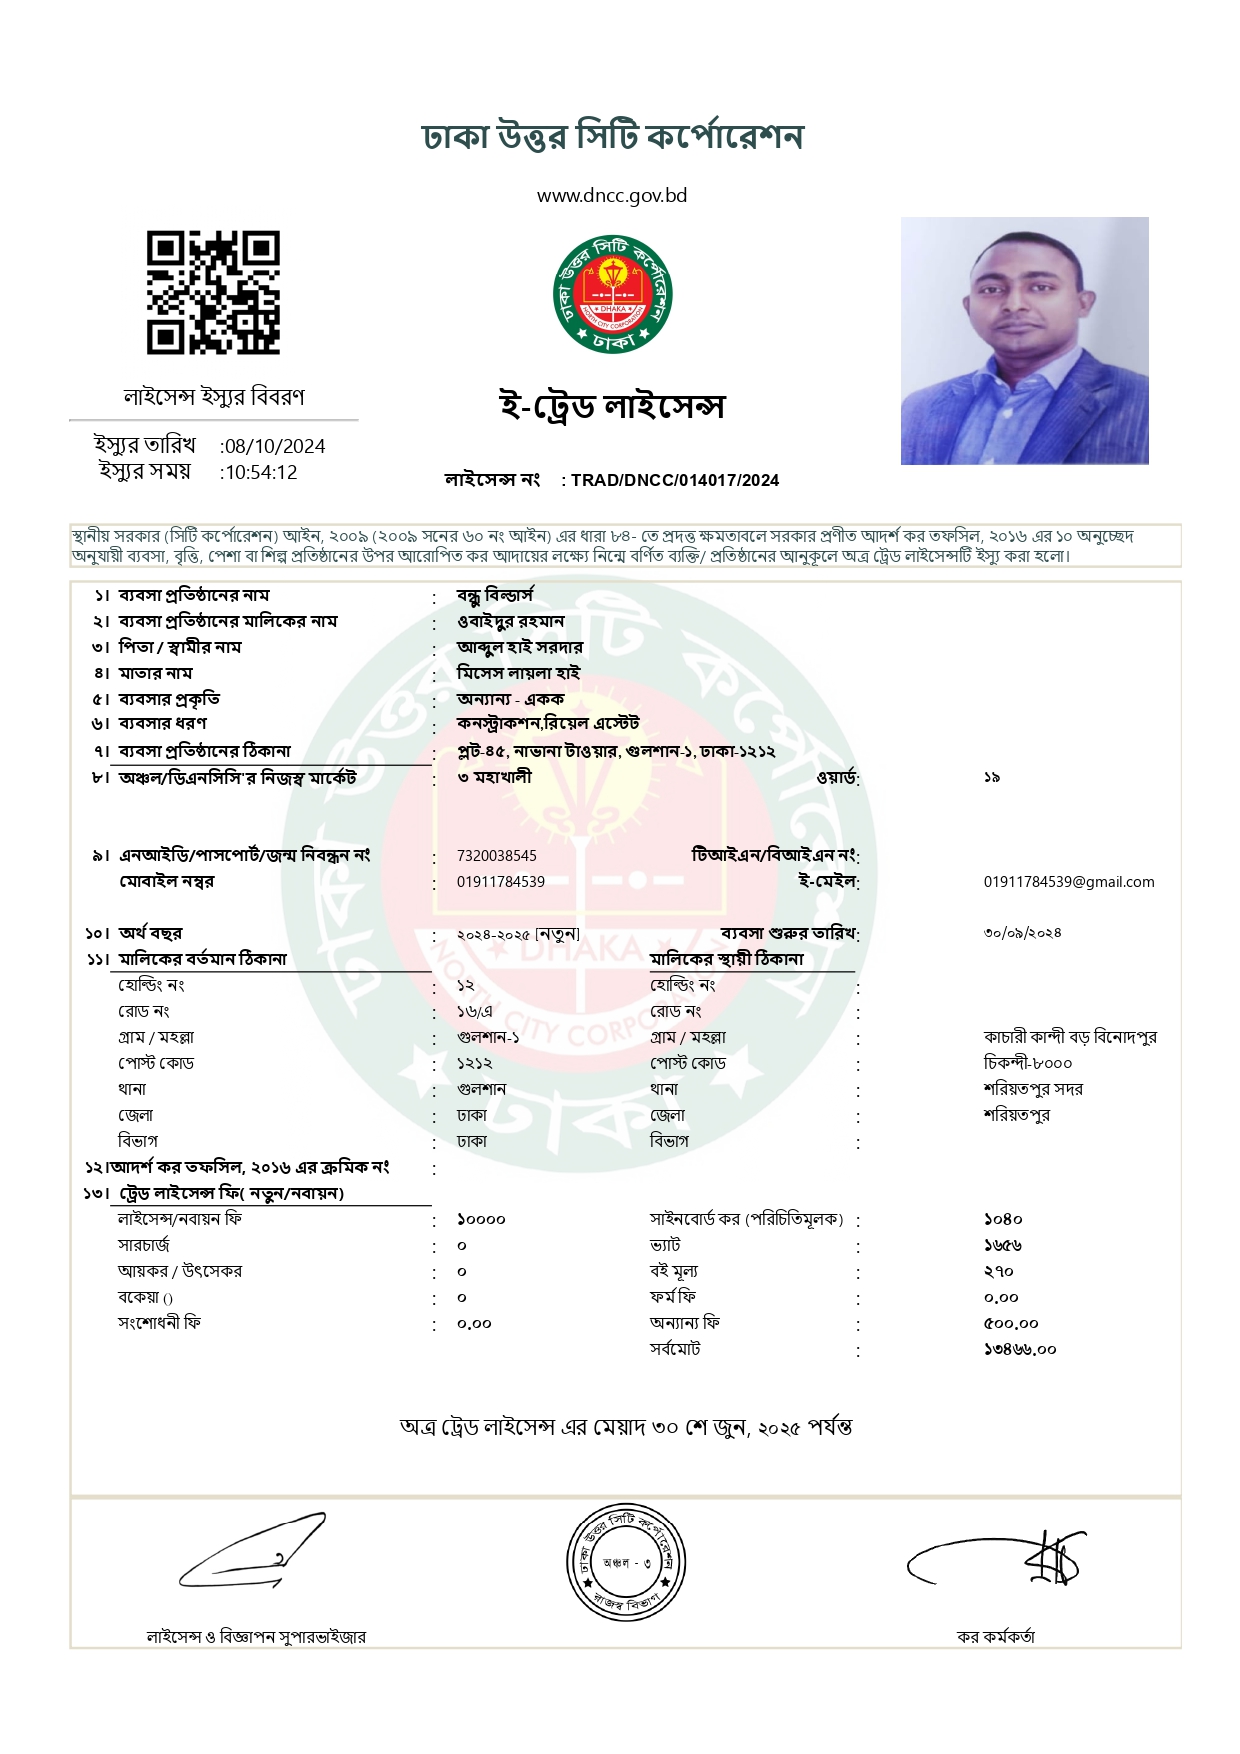 ঢাকা উত্তর সিটি কর্পোরেশন
www.dncc.gov.bd
ঢাকা উত্তর সিটি কর্পোরেশন
DHAKA
NORTH CITY CORPORATION
ঢাকা
লাইসেন্স ইস্যুর বিবরণ
ই-ট্রেড লাইসেন্স
ইস্যুর তারিখ :08/10/2024
ইস্যুর সময় :10:54:12
লাইসেন্স নং : TRAD/DNCC/014017/2024
স্থানীয় সরকার (সিটি কর্পোরেশন) আইন, ২০০৯ (২০০৯ সনের ৬০ নং আইন) এর ধারা ৮৪- তে প্রদত্ত ক্ষমতাবলে সরকার প্রণীত আদর্শ কর তফসিল, ২০১৬ এর ১০ অনুচ্ছেদ
অনুযায়ী ব্যবসা, বৃত্তি, পেশা বা শিল্প প্রতিষ্ঠানের উপর আরোপিত কর আদায়ের লক্ষ্যে নিম্নে বর্ণিত ব্যক্তি/ প্রতিষ্ঠানের আনুকূলে অত্র ট্রেড লাইসেন্সটি ইস্যু করা হলো।
১। ব্যবসা প্রতিষ্ঠানের নাম : বন্ধু বিল্ডার্স
২। ব্যবসা প্রতিষ্ঠানের মালিকের নাম : ওবাইদুর রহমান
৩। পিতা / স্বামীর নাম : আব্দুল হাই সরদার
৪। মাতার নাম : মিসেস লায়লা হাই
৫। ব্যবসার প্রকৃতি : অন্যান্য - একক
৬। ব্যবসার ধরণ : কনস্ট্রাকশন,রিয়েল এস্টেট
৭। ব্যবসা প্রতিষ্ঠানের ঠিকানা : প্লট-৪৫, নাভানা টাওয়ার, গুলশান-১, ঢাকা-১২১২
৮। অঞ্চল/ডিএনসিসি'র নিজস্ব মার্কেট : ৩ মহাখালী ওয়ার্ড: ১৯
৯। এনআইডি/পাসপোর্ট/জন্ম নিবন্ধন নং : 7320038545 টিআইএন/বিআইএন নং:
মোবাইল নম্বর : 01911784539 ই-মেইল: 01911784539@gmail.com
১০। অর্থ বছর : ২০২৪-২০২৫ [নতুন] ব্যবসা শুরুর তারিখ: ৩০/০৯/২০২৪
১১। মালিকের বর্তমান ঠিকানা মালিকের স্থায়ী ঠিকানা
হোল্ডিং নং : ১২ হোল্ডিং নং :
রোড নং : ১৬/এ রোড নং :
গ্রাম / মহল্লা : গুলশান-১ গ্রাম / মহল্লা : কাচারী কান্দী বড় বিনোদপুর
পোস্ট কোড : ১২১২ পোস্ট কোড : চিকন্দী-৮০০০
থানা : গুলশান থানা : শরিয়তপুর সদর
জেলা : ঢাকা জেলা : শরিয়তপুর
বিভাগ : ঢাকা বিভাগ :
১২।আদর্শ কর তফসিল, ২০১৬ এর ক্রমিক নং :
১৩। ট্রেড লাইসেন্স ফি( নতুন/নবায়ন)
লাইসেন্স/নবায়ন ফি : ১০০০০ সাইনবোর্ড কর (পরিচিতিমূলক) : ১০৪০
সারচার্জ : ০ ভ্যাট : ১৬৫৬
আয়কর / উৎসেকর : ০ বই মূল্য : ২৭০
বকেয়া () : ০ ফর্ম ফি : ০.০০
সংশোধনী ফি : ০.০০ অন্যান্য ফি : ৫০০.০০
সর্বমোট : ১৩৪৬৬.০০
অত্র ট্রেড লাইসেন্স এর মেয়াদ ৩০ শে জুন, ২০২৫ পর্যন্ত
ঢাকা উত্তর সিটি কর্পোরেশন
অঞ্চল - ৩
রাজস্ব বিভাগ
লাইসেন্স ও বিজ্ঞাপন সুপারভাইজার কর কর্মকর্তা